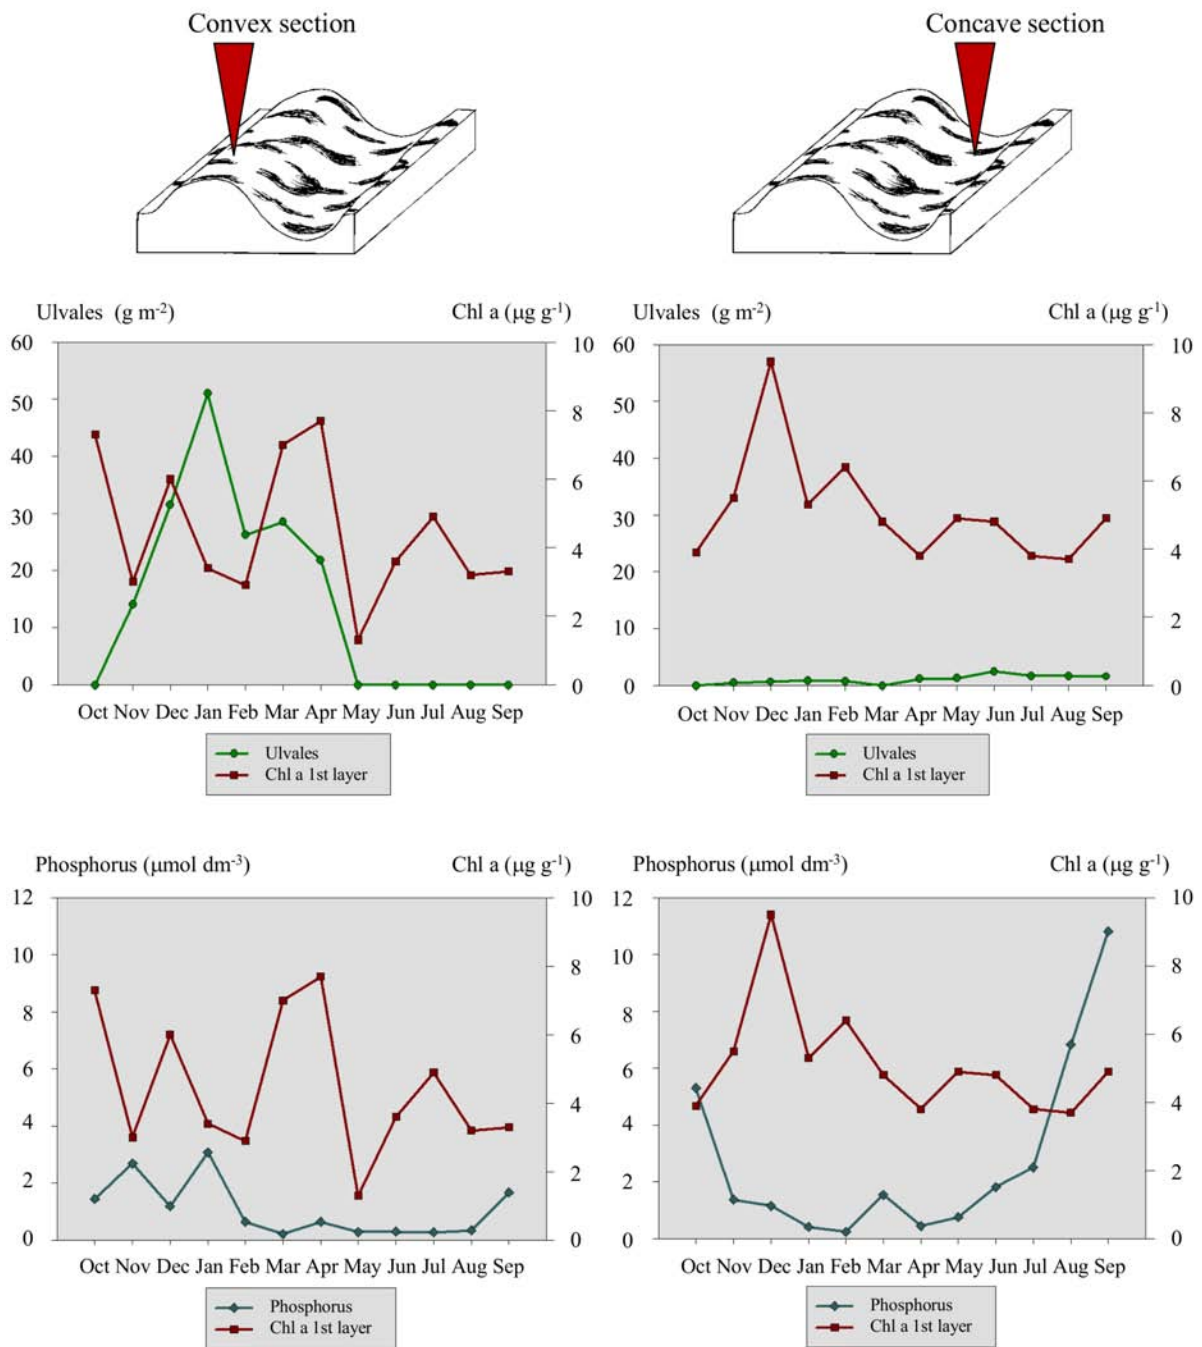 Convex section
Concave section
Ulvales (g m⁻²)
Chl a (µg g⁻¹)
60
50
40
30
20
10
0
10
8
6
4
2
0
Oct Nov Dec Jan Feb Mar Apr May Jun Jul Aug Sep
Ulvales
Chl a 1st layer
Ulvales (g m⁻²)
Chl a (µg g⁻¹)
60
50
40
30
20
10
0
10
8
6
4
2
0
Oct Nov Dec Jan Feb Mar Apr May Jun Jul Aug Sep
Ulvales
Chl a 1st layer
Phosphorus (µmol dm⁻³)
Chl a (µg g⁻¹)
12
10
8
6
4
2
0
10
8
6
4
2
0
Oct Nov Dec Jan Feb Mar Apr May Jun Jul Aug Sep
Phosphorus
Chl a 1st layer
Phosphorus (µmol dm⁻³)
Chl a (µg g⁻¹)
12
10
8
6
4
2
0
10
8
6
4
2
0
Oct Nov Dec Jan Feb Mar Apr May Jun Jul Aug Sep
Phosphorus
Chl a 1st layer